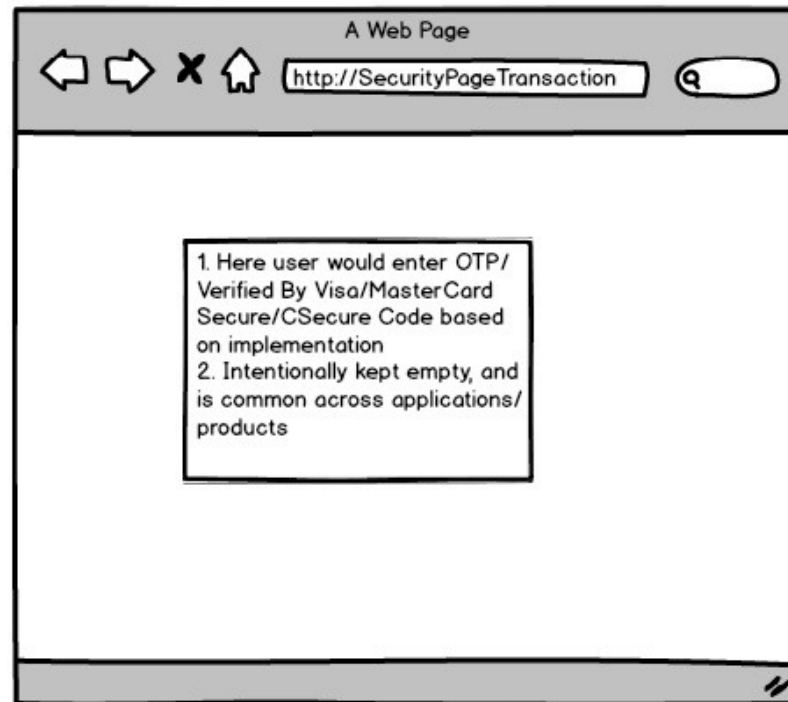 A Web Page
http://SecurityPageTransaction
1. Here user would enter OTP/
Verified By Visa/MasterCard
Secure/CSecure Code based
on implementation
2. Intentionally kept empty, and
is common across applications/
products